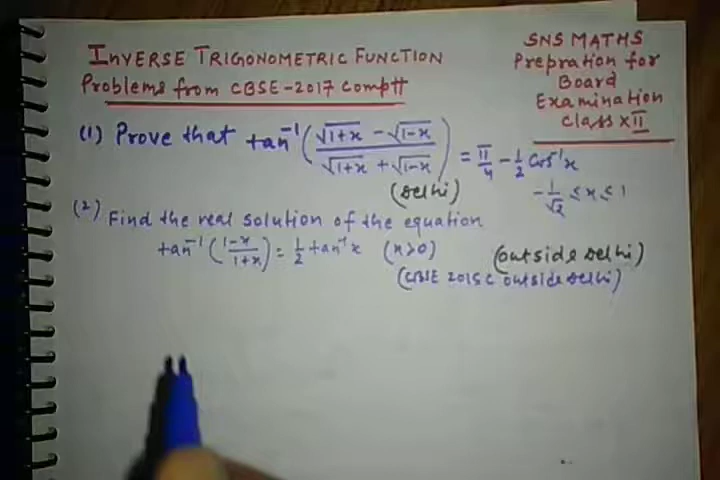 INVERSE TRIGONOMETRIC FUNCTION
Problems from CBSE-2017 Comptt
SNS MATHS
Prepration for
Board
Examination
Class XII
(1) Prove that tan⁻¹( (√1+x − √1−x) / (√1+x + √1−x) ) = π/4 − 1/2 Cos⁻¹x
(Delhi) −1/√2 ≤ x ≤ 1
(2) Find the real solution of the equation
tan⁻¹(1−x/1+x) = 1/2 tan⁻¹x (x>0) (outside Delhi)
(CBSE 2015C outside Delhi)